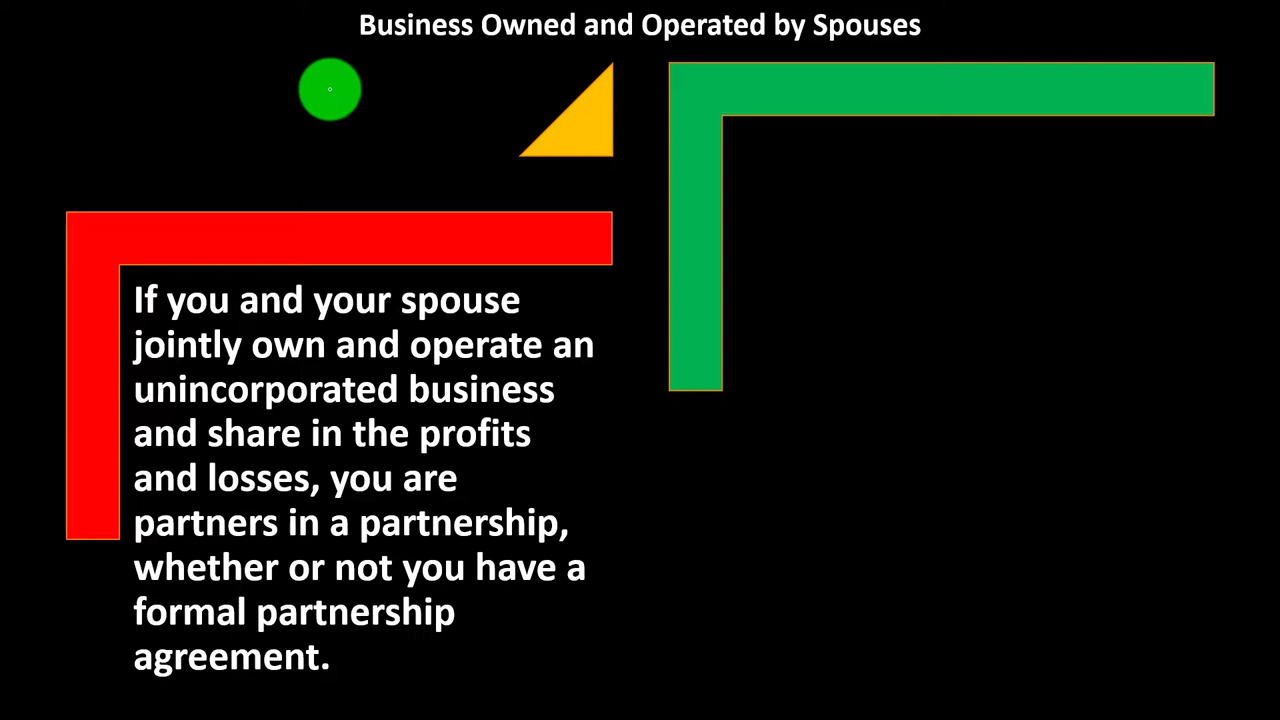 Business Owned and Operated by Spouses
If you and your spouse
jointly own and operate an
unincorporated business
and share in the profits
and losses, you are
partners in a partnership,
whether or not you have a
formal partnership
agreement.